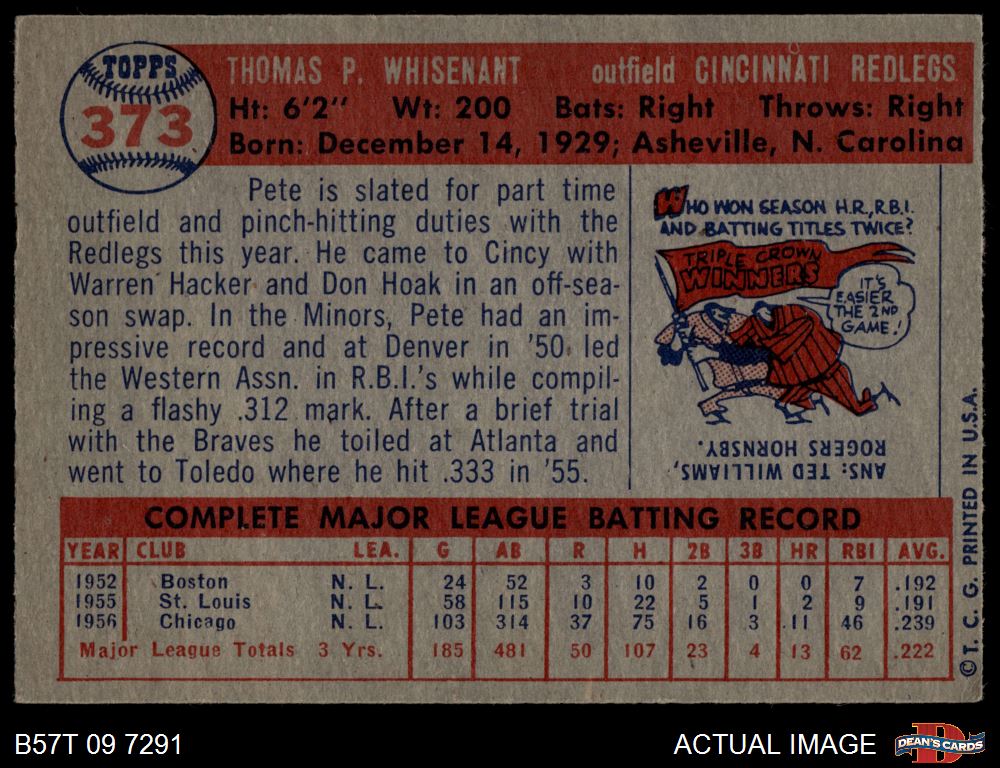 TOPPS
373
THOMAS P. WHISENANT outfield CINCINNATI REDLEGS
Ht: 6'2" Wt: 200 Bats: Right Throws: Right
Born: December 14, 1929; Asheville, N. Carolina
Pete is slated for part time
outfield and pinch-hitting duties with the
Redlegs this year. He came to Cincy with
Warren Hacker and Don Hoak in an off-sea-
son swap. In the Minors, Pete had an im-
pressive record and at Denver in '50 led
the Western Assn. in R.B.I.'s while compil-
ing a flashy .312 mark. After a brief trial
with the Braves he toiled at Atlanta and
went to Toledo where he hit .333 in '55.
WHO WON SEASON H.R., R.B.I.
AND BATTING TITLES TWICE?
TRIPLE CROWN
WINNERS
IT'S
EASIER
THE 2ND
GAME!
ANS: TED WILLIAMS,
ROGERS HORNSBY.
COMPLETE MAJOR LEAGUE BATTING RECORD
YEAR CLUB LEA. G AB R H 2B 3B HR RBI AVG.
1952 Boston N. L. 24 52 3 10 2 0 0 7 .192
1955 St. Louis N. L. 58 115 10 22 5 1 2 9 .191
1956 Chicago N. L. 103 314 37 75 16 3 11 46 .239
Major League Totals 3 Yrs. 185 481 50 107 23 4 13 62 .222
© T. C. G. PRINTED IN U.S.A.
B57T 09 7291
ACTUAL IMAGE
D
DEAN'S CARDS